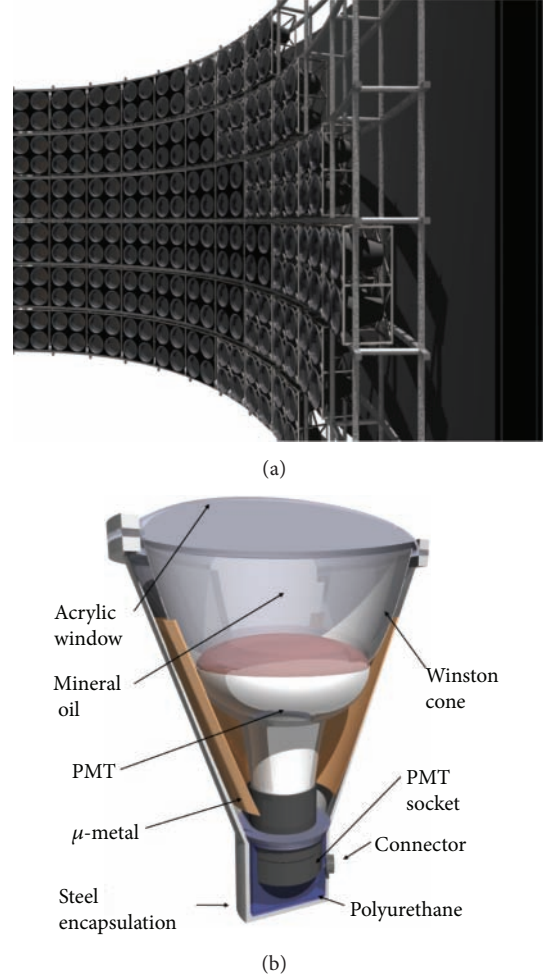 (a)
Acrylic
window
Mineral
oil
PMT
μ-metal
Steel
encapsulation
Winston
cone
PMT
socket
Connector
Polyurethane
(b)